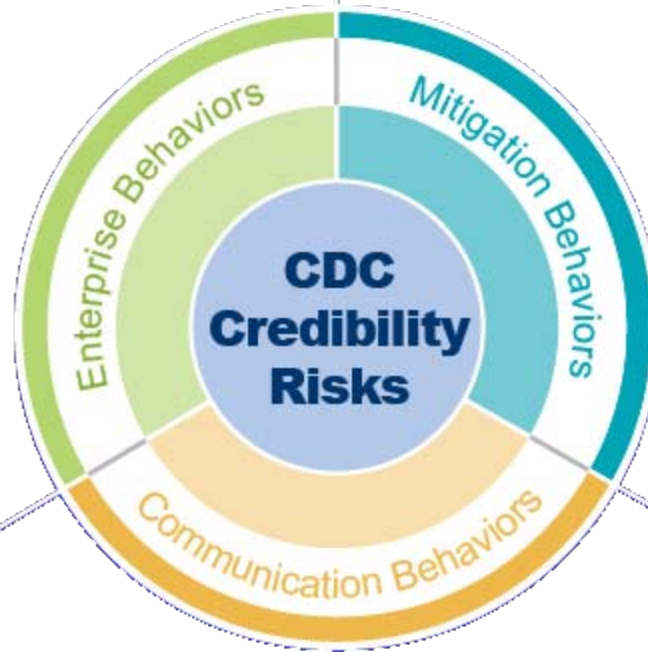 Enterprise Behaviors
Mitigation Behaviors
CDC
Credibility
Risks
Communication Behaviors